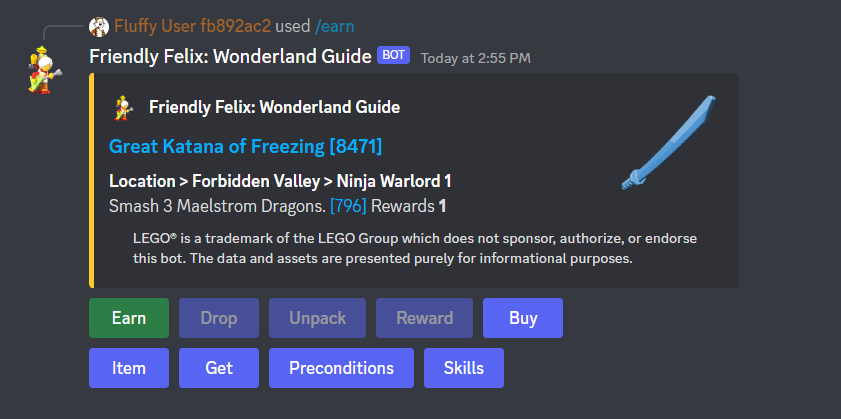 Fluffy User fb892ac2 used /earn
Friendly Felix: Wonderland Guide BOT Today at 2:55 PM
Friendly Felix: Wonderland Guide
Great Katana of Freezing [8471]
Location > Forbidden Valley > Ninja Warlord 1
Smash 3 Maelstrom Dragons. [796] Rewards 1
LEGO® is a trademark of the LEGO Group which does not sponsor, authorize, or endorse
this bot. The data and assets are presented purely for informational purposes.
Earn Drop Unpack Reward Buy
Item Get Preconditions Skills